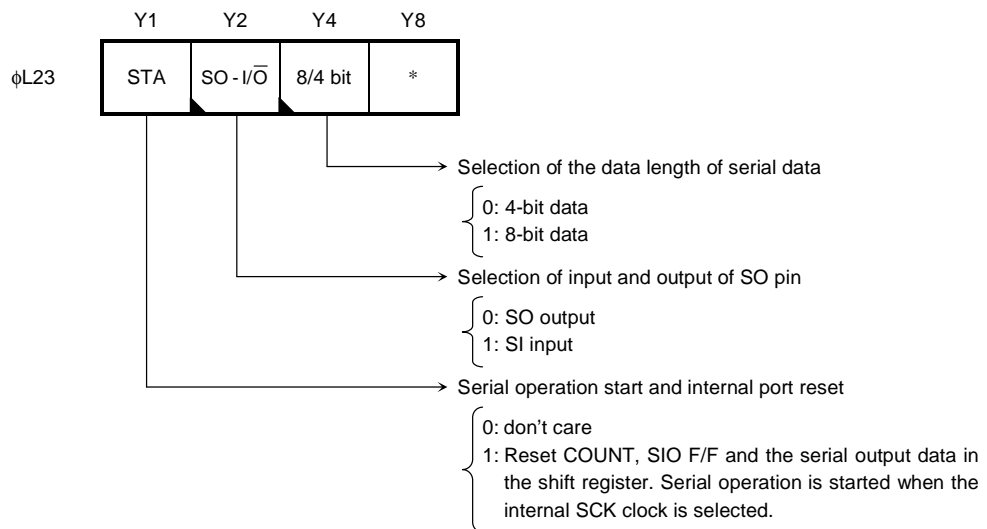 Y1 Y2 Y4 Y8
ϕL23 STA SO - I/O̅ 8/4 bit *
Selection of the data length of serial data
0: 4-bit data
1: 8-bit data
Selection of input and output of SO pin
0: SO output
1: SI input
Serial operation start and internal port reset
0: don't care
1: Reset COUNT, SIO F/F and the serial output data in
the shift register. Serial operation is started when the
internal SCK clock is selected.